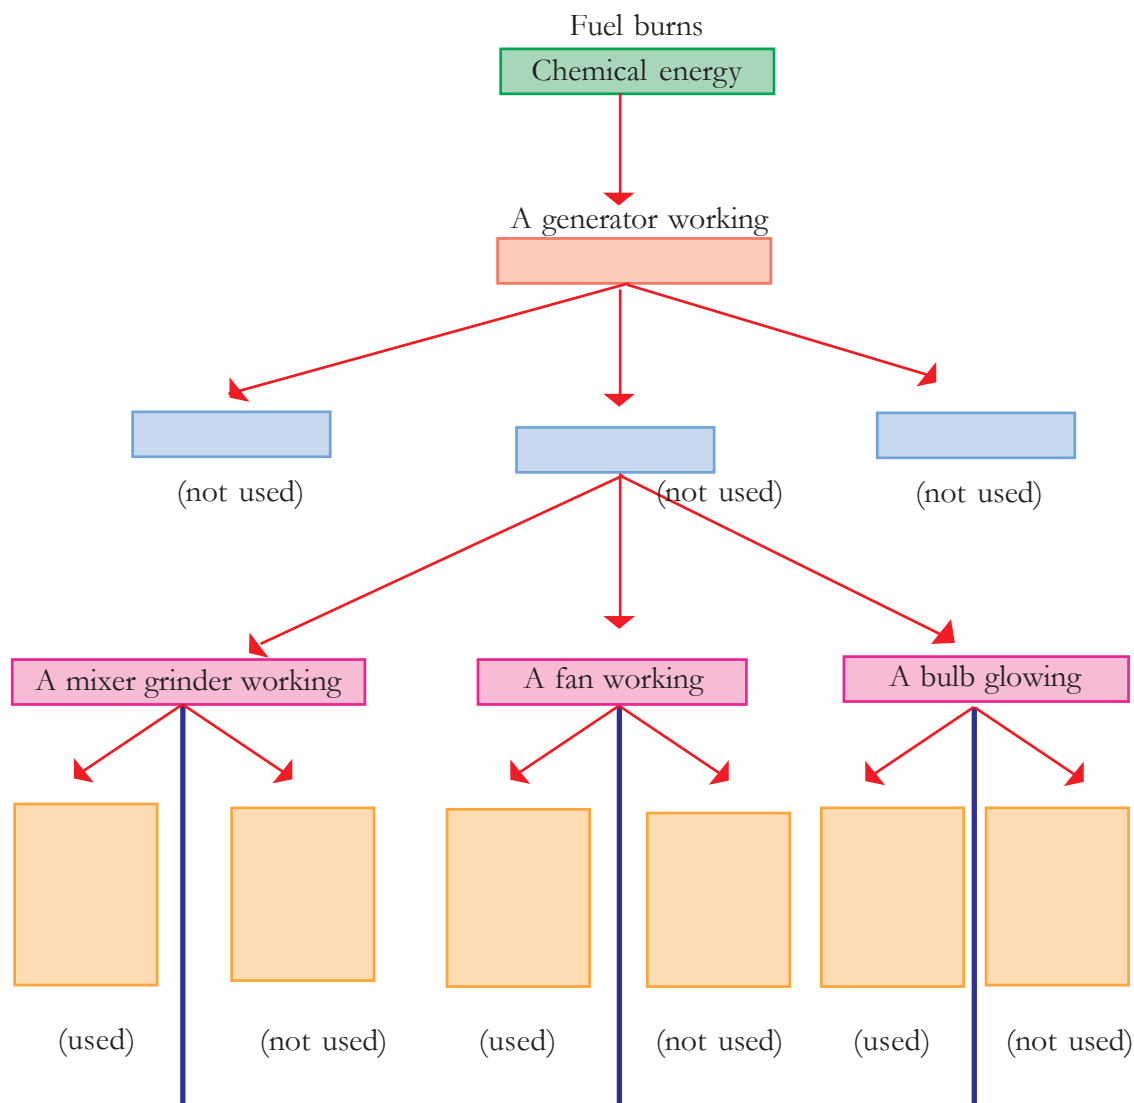 Fuel burns
Chemical energy
A generator working
(not used)
(not used)
(not used)
A mixer grinder working
A fan working
A bulb glowing
(used)
(not used)
(used)
(not used)
(used)
(not used)